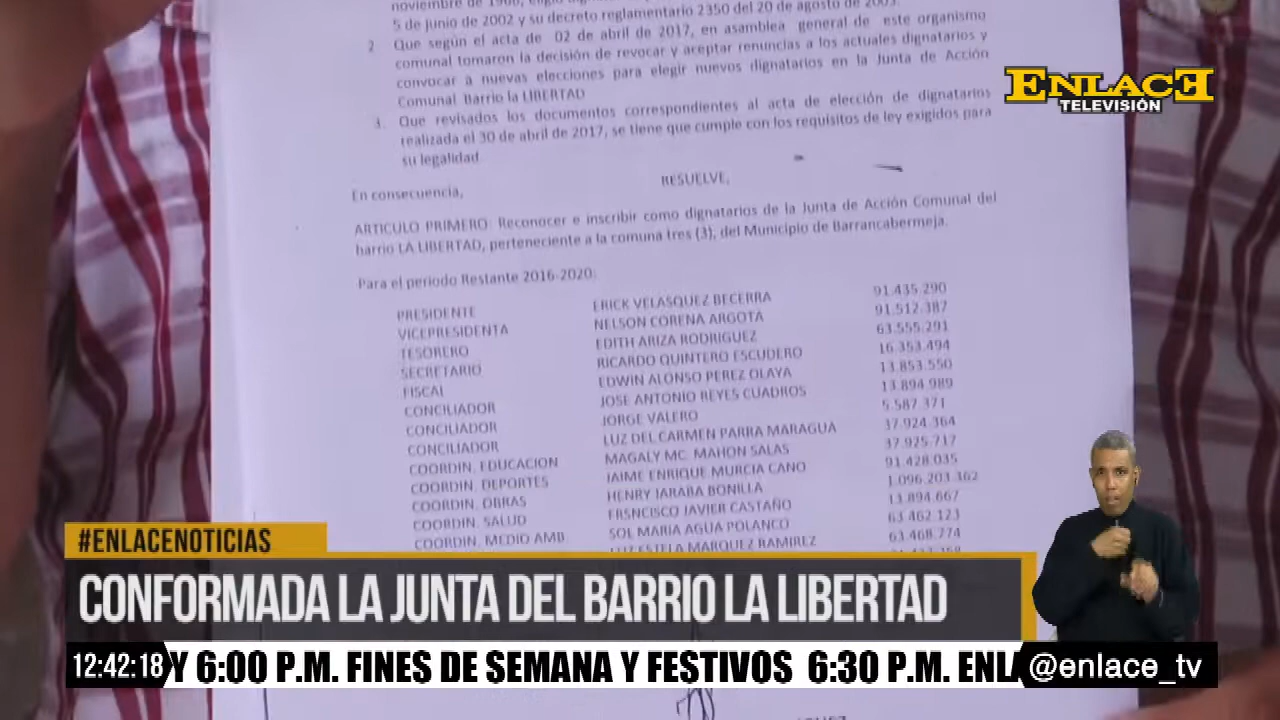 noviembre de
5 de junio de 2002 y su decreto reglamentario 2350 del 20 de agosto de 2003.
2 Que según el acta de 02 de abril de 2017, en asamblea general de este organismo
comunal tomaron la decisión de revocar y aceptar renuncias a los actuales dignatarios y
convocar a nuevas elecciones para elegir nuevos dignatarios en la Junta de Acción
Comunal Barrio la LIBERTAD
3. Que revisados los documentos correspondientes al acta de elección de dignatarios
realizada el 30 de abril de 2017, se tiene que cumple con los requisitos de ley exigidos para
su legalidad
ENLACE
TELEVISIÓN
RESUELVE,
En consecuencia,
ARTICULO PRIMERO: Reconocer e inscribir como dignatarios de la Junta de Acción Comunal del
barrio LA LIBERTAD, perteneciente a la comuna tres (3), del Municipio de Barrancabermeja.
Para el periodo Restante 2016-2020:
PRESIDENTE ERICK VELASQUEZ BECERRA 91.435.290
VICEPRESIDENTA NELSON CORENA ARGOTA 91.512.387
TESORERO EDITH ARIZA RODRIGUEZ 63.555.291
SECRETARIO RICARDO QUINTERO ESCUDERO 16.353.494
FISCAL EDWIN ALONSO PEREZ OLAYA 13.853.550
CONCILIADOR JOSE ANTONIO REYES CUADROS 13.894.989
CONCILIADOR JORGE VALERO 5.587.371
CONCILIADOR LUZ DEL CARMEN PARRA MARAGUA 37.924.364
COORDIN. EDUCACION MAGALY MC. MAHON SALAS 37.925.717
COORDIN. DEPORTES JAIME ENRIQUE MURCIA CANO 91.428.035
COORDIN. OBRAS HENRY JARABA BONILLA 1.096.203.362
COORDIN. SALUD FRSNCISCO JAVIER CASTAÑO 13.894.667
COORDIN. MEDIO AMB. SOL MARIA AGUA POLANCO 63.462.123
LUZ ESTELA MARQUEZ RAMIREZ 63.468.774
#ENLACENOTICIAS
CONFORMADA LA JUNTA DEL BARRIO LA LIBERTAD
12:42:18 Y 6:00 P.M. FINES DE SEMANA Y FESTIVOS 6:30 P.M. ENLA @enlace_tv